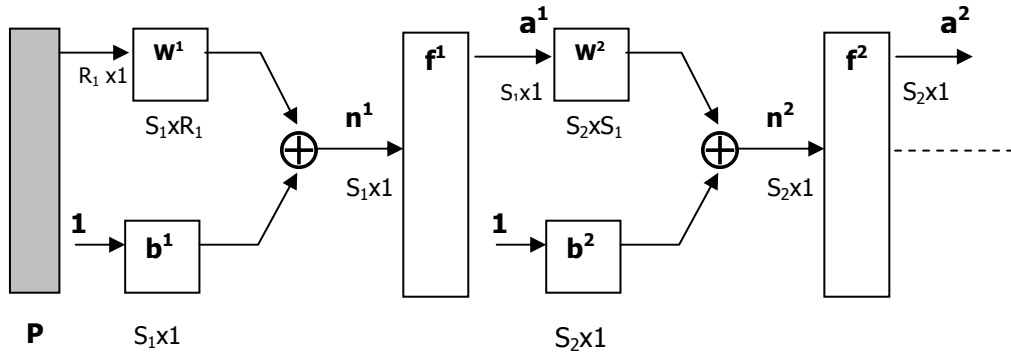 a¹ a²
W¹ f¹ W² f²
R₁ x1 S₁x1 S₂x1
S₁xR₁ n¹ S₂xS₁ n²
S₁x1 S₂x1
1 b¹ 1 b²
P S₁x1 S₂x1